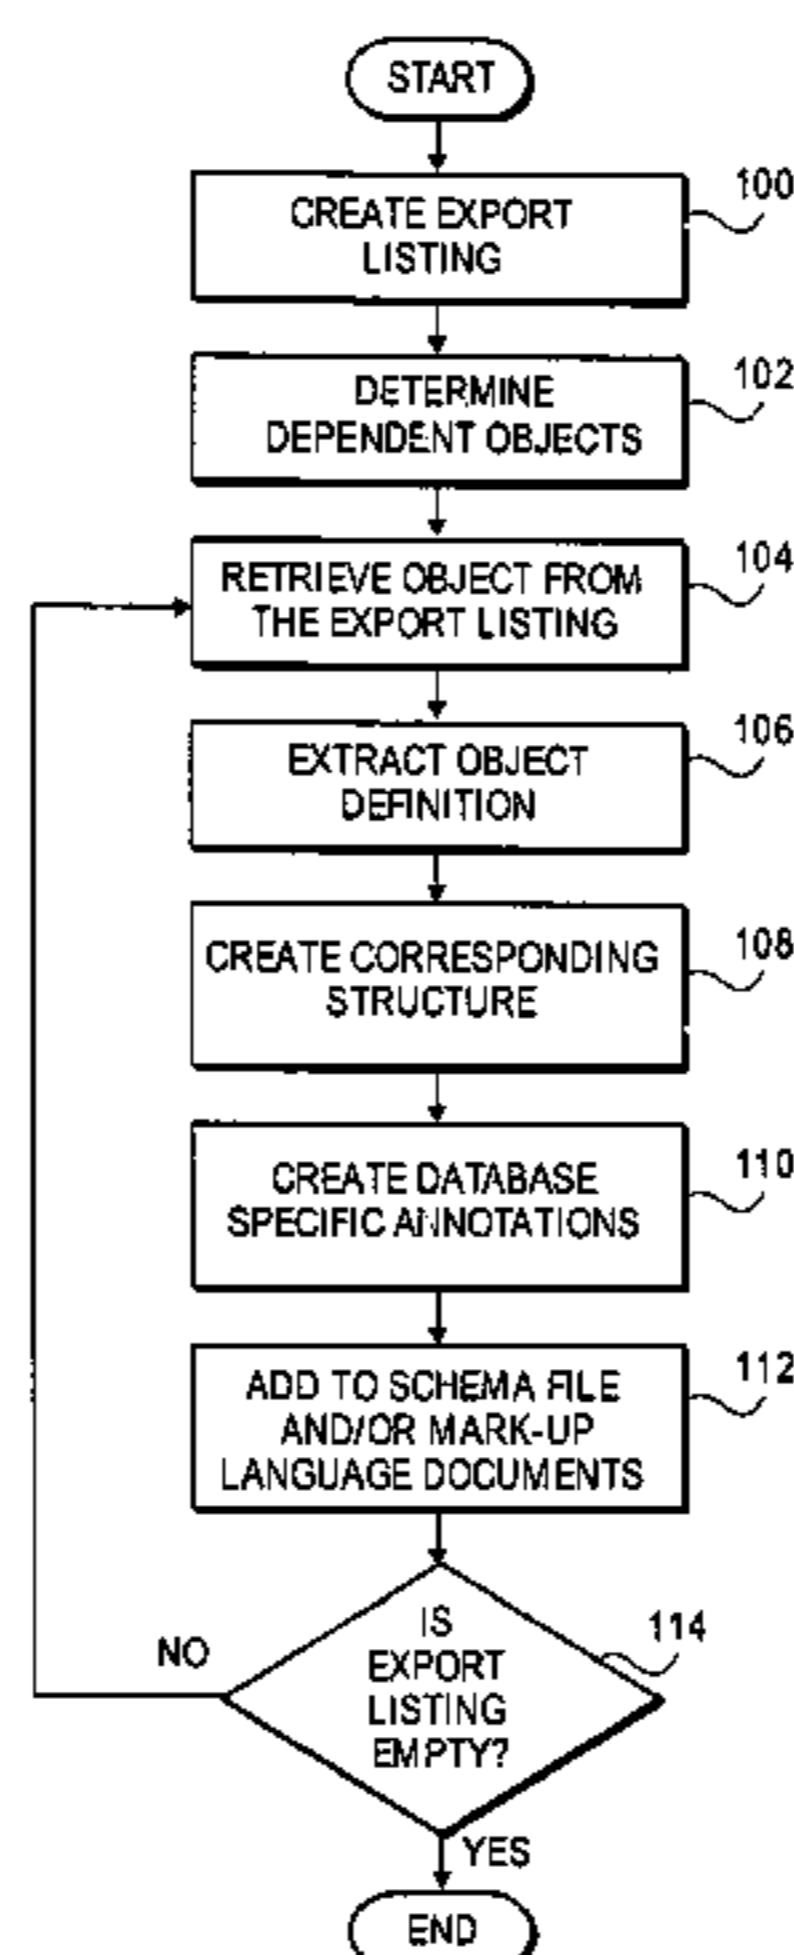 START
100
CREATE EXPORT
LISTING
102
DETERMINE
DEPENDENT OBJECTS
104
RETRIEVE OBJECT FROM
THE EXPORT LISTING
106
EXTRACT OBJECT
DEFINITION
108
CREATE CORRESPONDING
STRUCTURE
110
CREATE DATABASE
SPECIFIC ANNOTATIONS
112
ADD TO SCHEMA FILE
AND/OR MARK-UP
LANGUAGE DOCUMENTS
114
IS
EXPORT
LISTING
EMPTY?
NO
YES
END